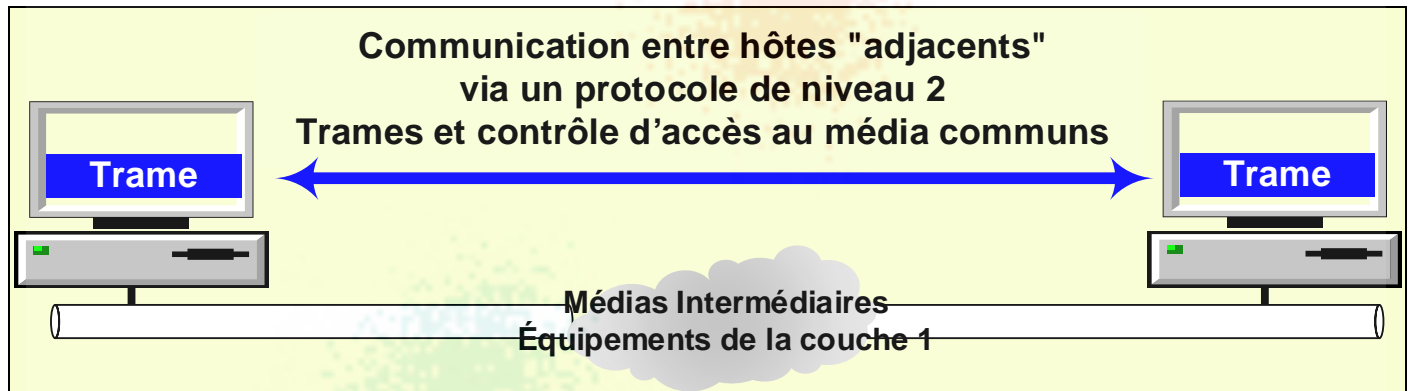 Communication entre hôtes "adjacents"
via un protocole de niveau 2
Trames et contrôle d’accès au média communs
Trame
Trame
Médias Intermédiaires
Équipements de la couche 1